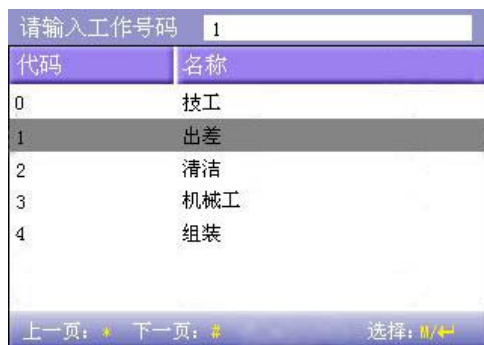 请输入工作号码 1
代码 名称
0 技工
1 出差
2 清洁
3 机械工
4 组装
上一页：* 下一页：# 选择：M/↵